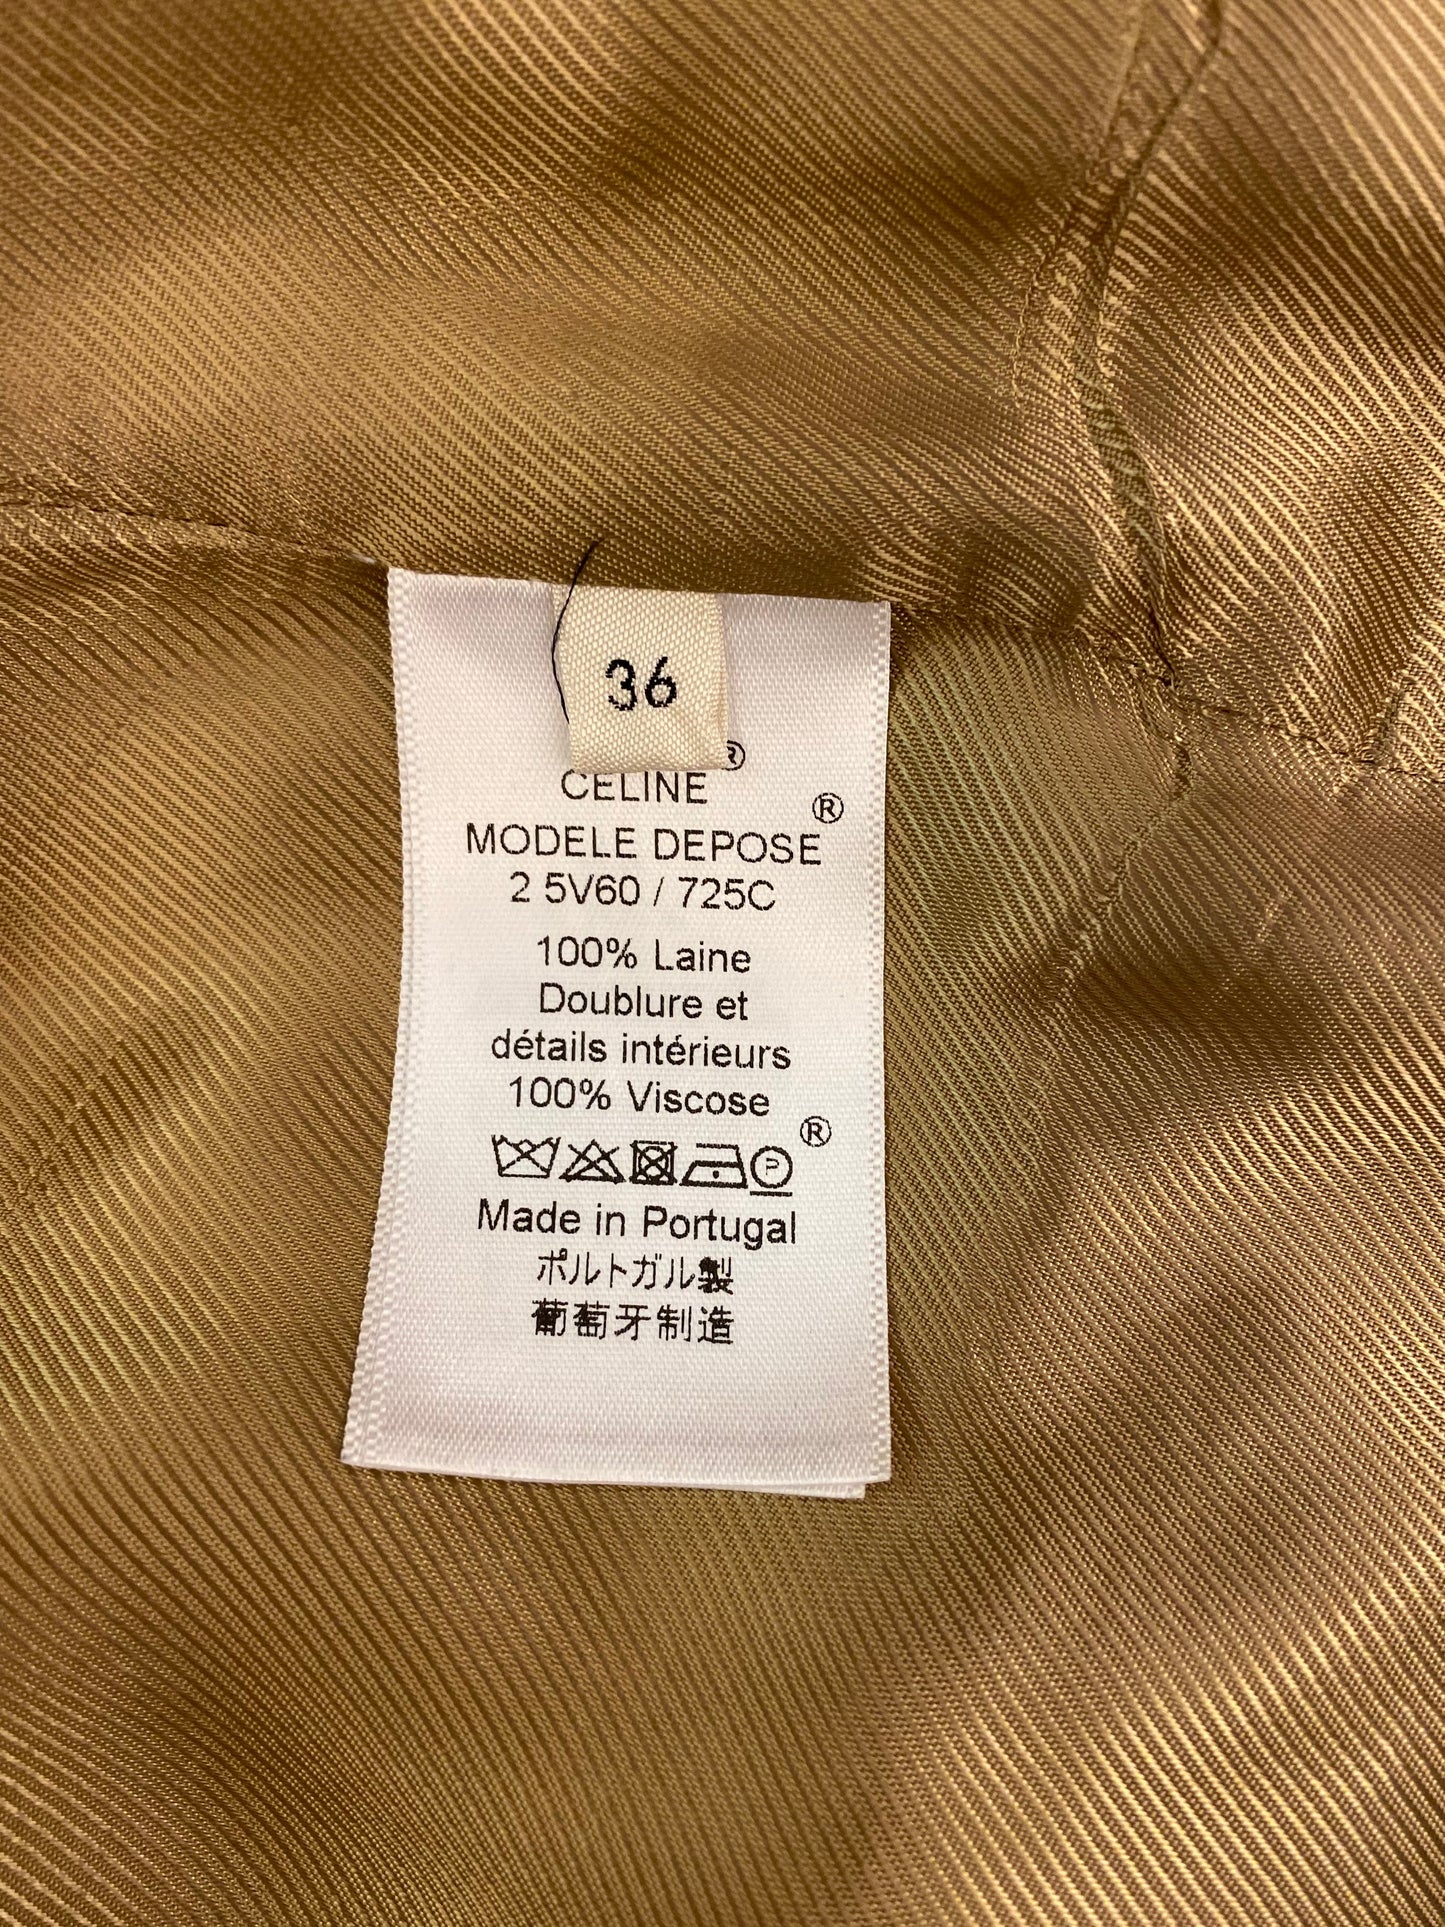 36
CELINE ®
MODELE DEPOSE ®
2 5V60 / 725C
100% Laine
Doublure et
détails intérieurs
100% Viscose
®
P
Made in Portugal
ポルトガル製
葡萄牙制造